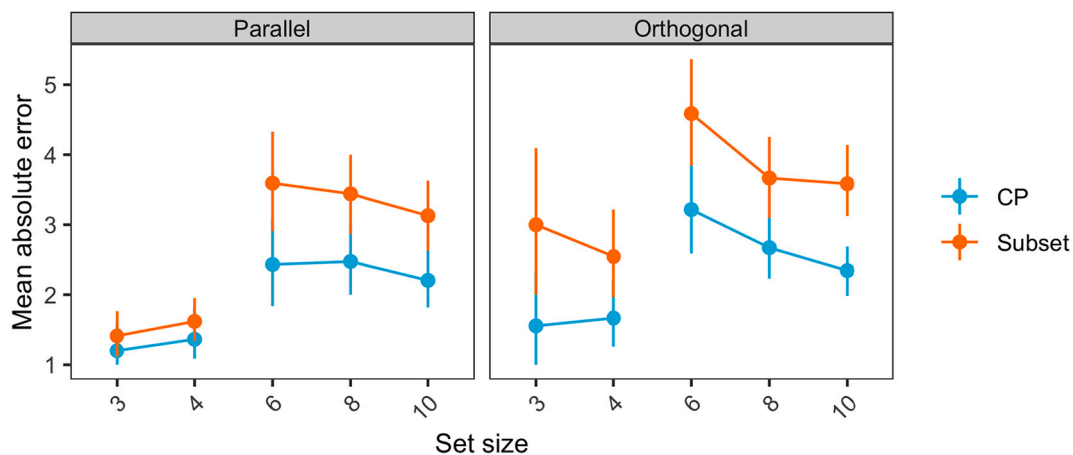 Parallel
Orthogonal
Mean absolute error
5
4
3
2
1
3 4 6 8 10
3 4 6 8 10
Set size
CP
Subset